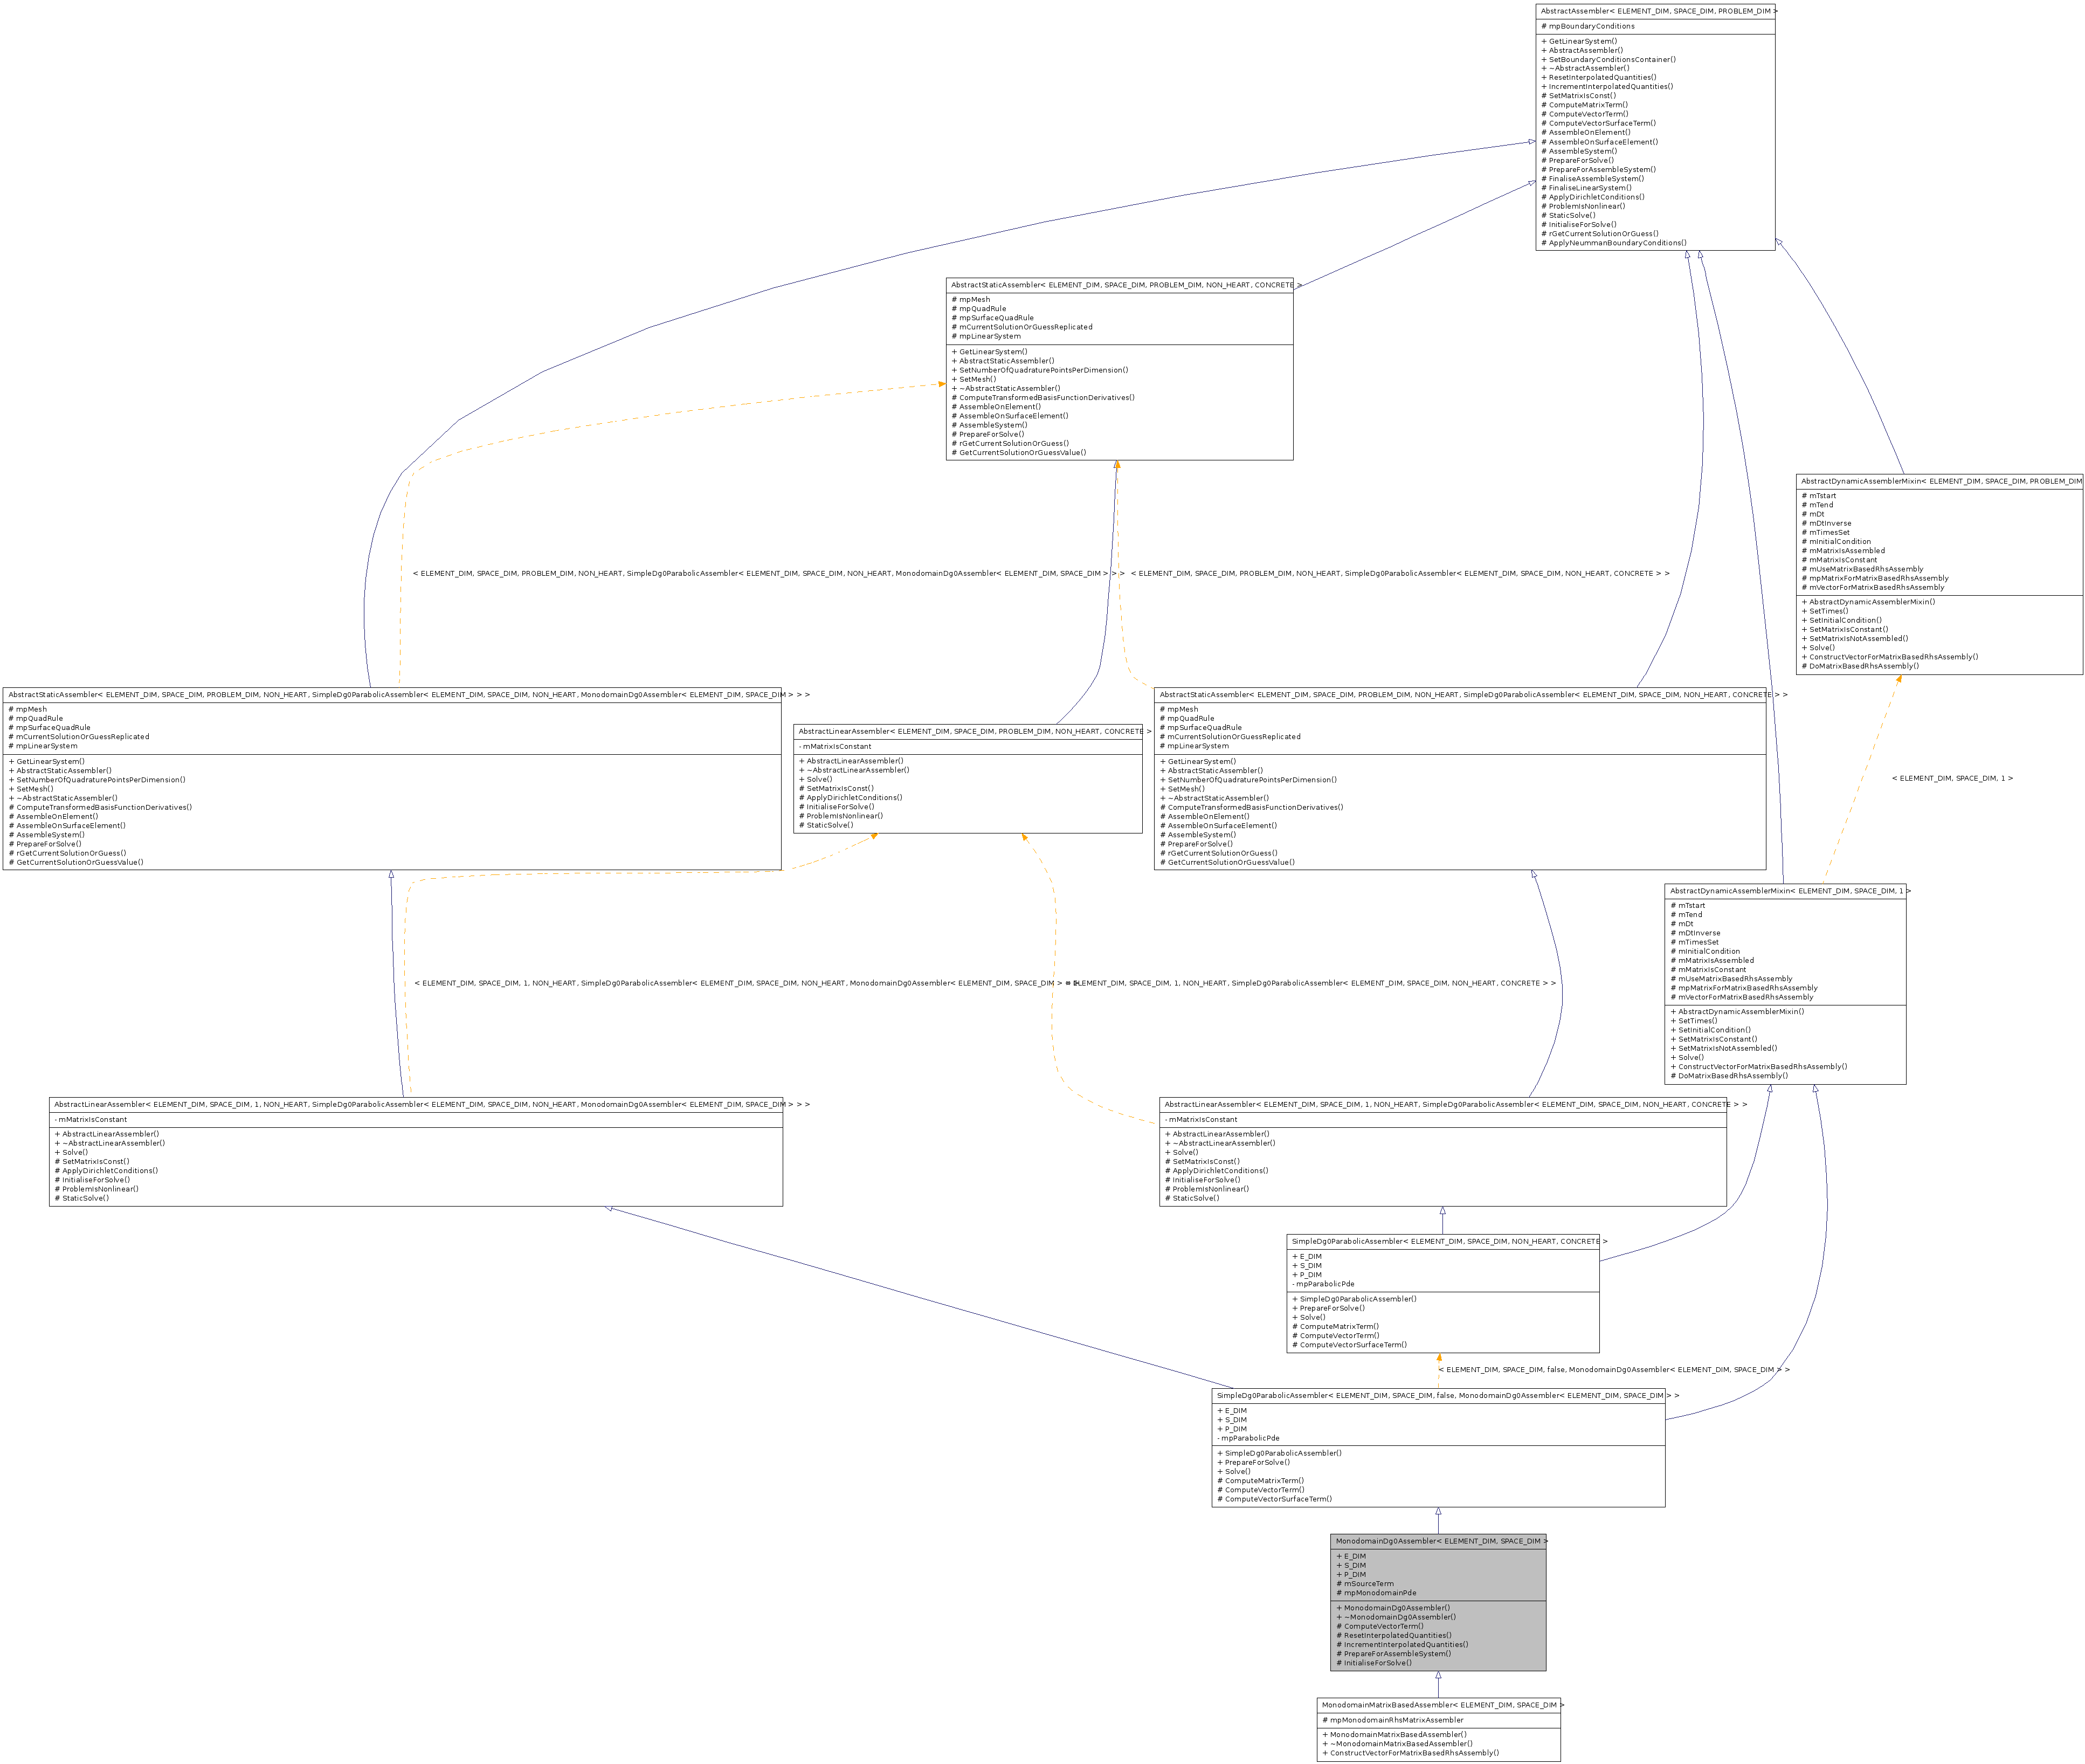 AbstractAssembler< ELEMENT_DIM, SPACE_DIM, PROBLEM_DIM >
# mpBoundaryConditions
+ GetLinearSystem()
+ AbstractAssembler()
+ SetBoundaryConditionsContainer()
+ ~AbstractAssembler()
+ ResetInterpolatedQuantities()
+ IncrementInterpolatedQuantities()
# SetMatrixIsConst()
# ComputeMatrixTerm()
# ComputeVectorTerm()
# ComputeVectorSurfaceTerm()
# AssembleOnElement()
# AssembleOnSurfaceElement()
# AssembleSystem()
# PrepareForSolve()
# PrepareForAssembleSystem()
# FinaliseAssembleSystem()
# FinaliseLinearSystem()
# ApplyDirichletConditions()
# ProblemIsNonlinear()
# StaticSolve()
# InitialiseForSolve()
# rGetCurrentSolutionOrGuess()
# ApplyNeummanBoundaryConditions()
AbstractStaticAssembler< ELEMENT_DIM, SPACE_DIM, PROBLEM_DIM, NON_HEART, CONCRETE >
# mpMesh
# mpQuadRule
# mpSurfaceQuadRule
# mCurrentSolutionOrGuessReplicated
# mpLinearSystem
+ GetLinearSystem()
+ AbstractStaticAssembler()
+ SetNumberOfQuadraturePointsPerDimension()
+ SetMesh()
+ ~AbstractStaticAssembler()
# ComputeTransformedBasisFunctionDerivatives()
# AssembleOnElement()
# AssembleOnSurfaceElement()
# AssembleSystem()
# PrepareForSolve()
# rGetCurrentSolutionOrGuess()
# GetCurrentSolutionOrGuessValue()
AbstractDynamicAssemblerMixin< ELEMENT_DIM, SPACE_DIM, PROBLEM_DIM
# mTstart
# mTend
# mDt
# mDtInverse
# mTimesSet
# mInitialCondition
# mMatrixIsAssembled
# mMatrixIsConstant
# mUseMatrixBasedRhsAssembly
# mpMatrixForMatrixBasedRhsAssembly
# mVectorForMatrixBasedRhsAssembly
+ AbstractDynamicAssemblerMixin()
+ SetTimes()
+ SetInitialCondition()
+ SetMatrixIsConstant()
+ SetMatrixIsNotAssembled()
+ Solve()
+ ConstructVectorForMatrixBasedRhsAssembly()
# DoMatrixBasedRhsAssembly()
< ELEMENT_DIM, SPACE_DIM, PROBLEM_DIM, NON_HEART, SimpleDg0ParabolicAssembler< ELEMENT_DIM, SPACE_DIM, NON_HEART, MonodomainDg0Assembler< ELEMENT_DIM, SPACE_DIM > > >
< ELEMENT_DIM, SPACE_DIM, PROBLEM_DIM, NON_HEART, SimpleDg0ParabolicAssembler< ELEMENT_DIM, SPACE_DIM, NON_HEART, CONCRETE > >
AbstractStaticAssembler< ELEMENT_DIM, SPACE_DIM, PROBLEM_DIM, NON_HEART, SimpleDg0ParabolicAssembler< ELEMENT_DIM, SPACE_DIM, NON_HEART, MonodomainDg0Assembler< ELEMENT_DIM, SPACE_DIM > > >
# mpMesh
# mpQuadRule
# mpSurfaceQuadRule
# mCurrentSolutionOrGuessReplicated
# mpLinearSystem
+ GetLinearSystem()
+ AbstractStaticAssembler()
+ SetNumberOfQuadraturePointsPerDimension()
+ SetMesh()
+ ~AbstractStaticAssembler()
# ComputeTransformedBasisFunctionDerivatives()
# AssembleOnElement()
# AssembleOnSurfaceElement()
# AssembleSystem()
# PrepareForSolve()
# rGetCurrentSolutionOrGuess()
# GetCurrentSolutionOrGuessValue()
AbstractLinearAssembler< ELEMENT_DIM, SPACE_DIM, PROBLEM_DIM, NON_HEART, CONCRETE >
- mMatrixIsConstant
+ AbstractLinearAssembler()
+ ~AbstractLinearAssembler()
+ Solve()
# SetMatrixIsConst()
# ApplyDirichletConditions()
# InitialiseForSolve()
# ProblemIsNonlinear()
# StaticSolve()
AbstractStaticAssembler< ELEMENT_DIM, SPACE_DIM, PROBLEM_DIM, NON_HEART, SimpleDg0ParabolicAssembler< ELEMENT_DIM, SPACE_DIM, NON_HEART, CONCRETE > >
# mpMesh
# mpQuadRule
# mpSurfaceQuadRule
# mCurrentSolutionOrGuessReplicated
# mpLinearSystem
+ GetLinearSystem()
+ AbstractStaticAssembler()
+ SetNumberOfQuadraturePointsPerDimension()
+ SetMesh()
+ ~AbstractStaticAssembler()
# ComputeTransformedBasisFunctionDerivatives()
# AssembleOnElement()
# AssembleOnSurfaceElement()
# AssembleSystem()
# PrepareForSolve()
# rGetCurrentSolutionOrGuess()
# GetCurrentSolutionOrGuessValue()
< ELEMENT_DIM, SPACE_DIM, 1 >
AbstractDynamicAssemblerMixin< ELEMENT_DIM, SPACE_DIM, 1 >
# mTstart
# mTend
# mDt
# mDtInverse
# mTimesSet
# mInitialCondition
# mMatrixIsAssembled
# mMatrixIsConstant
# mUseMatrixBasedRhsAssembly
# mpMatrixForMatrixBasedRhsAssembly
# mVectorForMatrixBasedRhsAssembly
+ AbstractDynamicAssemblerMixin()
+ SetTimes()
+ SetInitialCondition()
+ SetMatrixIsConstant()
+ SetMatrixIsNotAssembled()
+ Solve()
+ ConstructVectorForMatrixBasedRhsAssembly()
# DoMatrixBasedRhsAssembly()
< ELEMENT_DIM, SPACE_DIM, 1, NON_HEART, SimpleDg0ParabolicAssembler< ELEMENT_DIM, SPACE_DIM, NON_HEART, MonodomainDg0Assembler< ELEMENT_DIM, SPACE_DIM >
ELEMENT_DIM, SPACE_DIM, 1, NON_HEART, SimpleDg0ParabolicAssembler< ELEMENT_DIM, SPACE_DIM, NON_HEART, CONCRETE > >
AbstractLinearAssembler< ELEMENT_DIM, SPACE_DIM, 1, NON_HEART, SimpleDg0ParabolicAssembler< ELEMENT_DIM, SPACE_DIM, NON_HEART, MonodomainDg0Assembler< ELEMENT_DIM, SPACE_DIM > > >
- mMatrixIsConstant
+ AbstractLinearAssembler()
+ ~AbstractLinearAssembler()
+ Solve()
# SetMatrixIsConst()
# ApplyDirichletConditions()
# InitialiseForSolve()
# ProblemIsNonlinear()
# StaticSolve()
AbstractLinearAssembler< ELEMENT_DIM, SPACE_DIM, 1, NON_HEART, SimpleDg0ParabolicAssembler< ELEMENT_DIM, SPACE_DIM, NON_HEART, CONCRETE > >
- mMatrixIsConstant
+ AbstractLinearAssembler()
+ ~AbstractLinearAssembler()
+ Solve()
# SetMatrixIsConst()
# ApplyDirichletConditions()
# InitialiseForSolve()
# ProblemIsNonlinear()
# StaticSolve()
SimpleDg0ParabolicAssembler< ELEMENT_DIM, SPACE_DIM, NON_HEART, CONCRETE >
+ E_DIM
+ S_DIM
+ P_DIM
- mpParabolicPde
+ SimpleDg0ParabolicAssembler()
+ PrepareForSolve()
+ Solve()
# ComputeMatrixTerm()
# ComputeVectorTerm()
# ComputeVectorSurfaceTerm()
< ELEMENT_DIM, SPACE_DIM, false, MonodomainDg0Assembler< ELEMENT_DIM, SPACE_DIM > >
SimpleDg0ParabolicAssembler< ELEMENT_DIM, SPACE_DIM, false, MonodomainDg0Assembler< ELEMENT_DIM, SPACE_DIM > >
+ E_DIM
+ S_DIM
+ P_DIM
- mpParabolicPde
+ SimpleDg0ParabolicAssembler()
+ PrepareForSolve()
+ Solve()
# ComputeMatrixTerm()
# ComputeVectorTerm()
# ComputeVectorSurfaceTerm()
MonodomainDg0Assembler< ELEMENT_DIM, SPACE_DIM >
+ E_DIM
+ S_DIM
+ P_DIM
# mSourceTerm
# mpMonodomainPde
+ MonodomainDg0Assembler()
+ ~MonodomainDg0Assembler()
# ComputeVectorTerm()
# ResetInterpolatedQuantities()
# IncrementInterpolatedQuantities()
# PrepareForAssembleSystem()
# InitialiseForSolve()
MonodomainMatrixBasedAssembler< ELEMENT_DIM, SPACE_DIM >
# mpMonodomainRhsMatrixAssembler
+ MonodomainMatrixBasedAssembler()
+ ~MonodomainMatrixBasedAssembler()
+ ConstructVectorForMatrixBasedRhsAssembly()